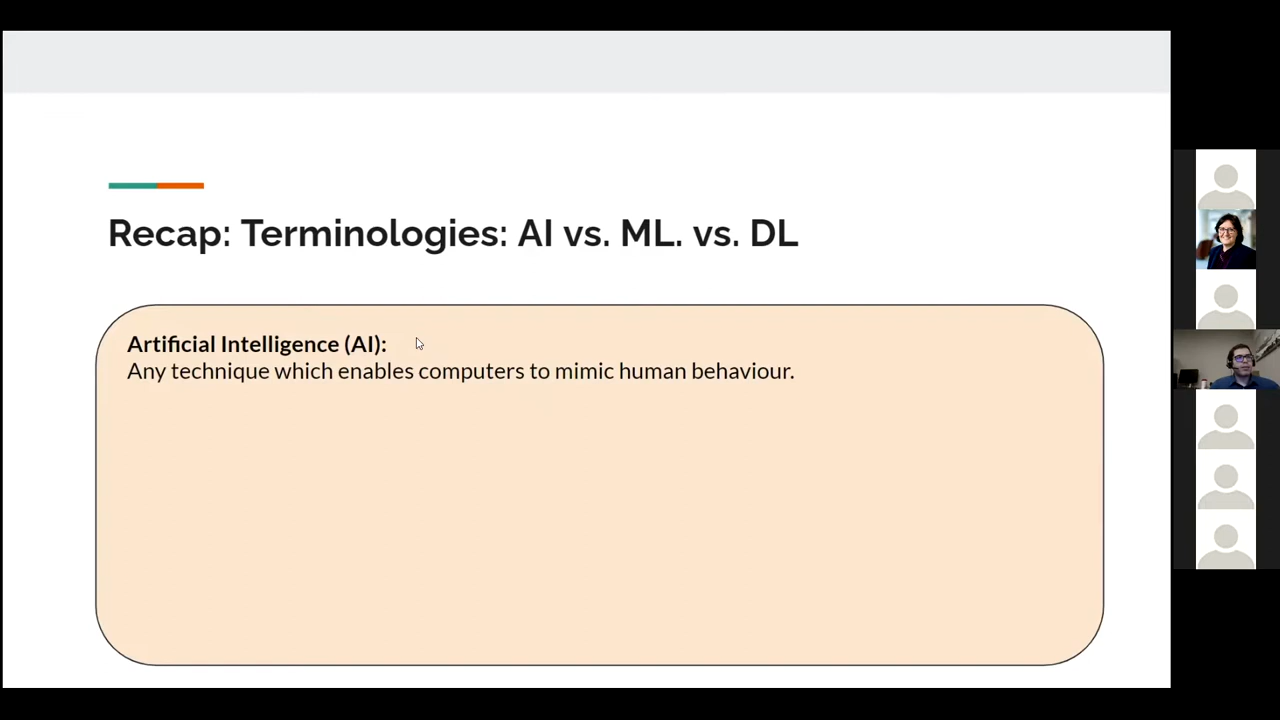 Recap: Terminologies: AI vs. ML. vs. DL
Artificial Intelligence (AI):
Any technique which enables computers to mimic human behaviour.